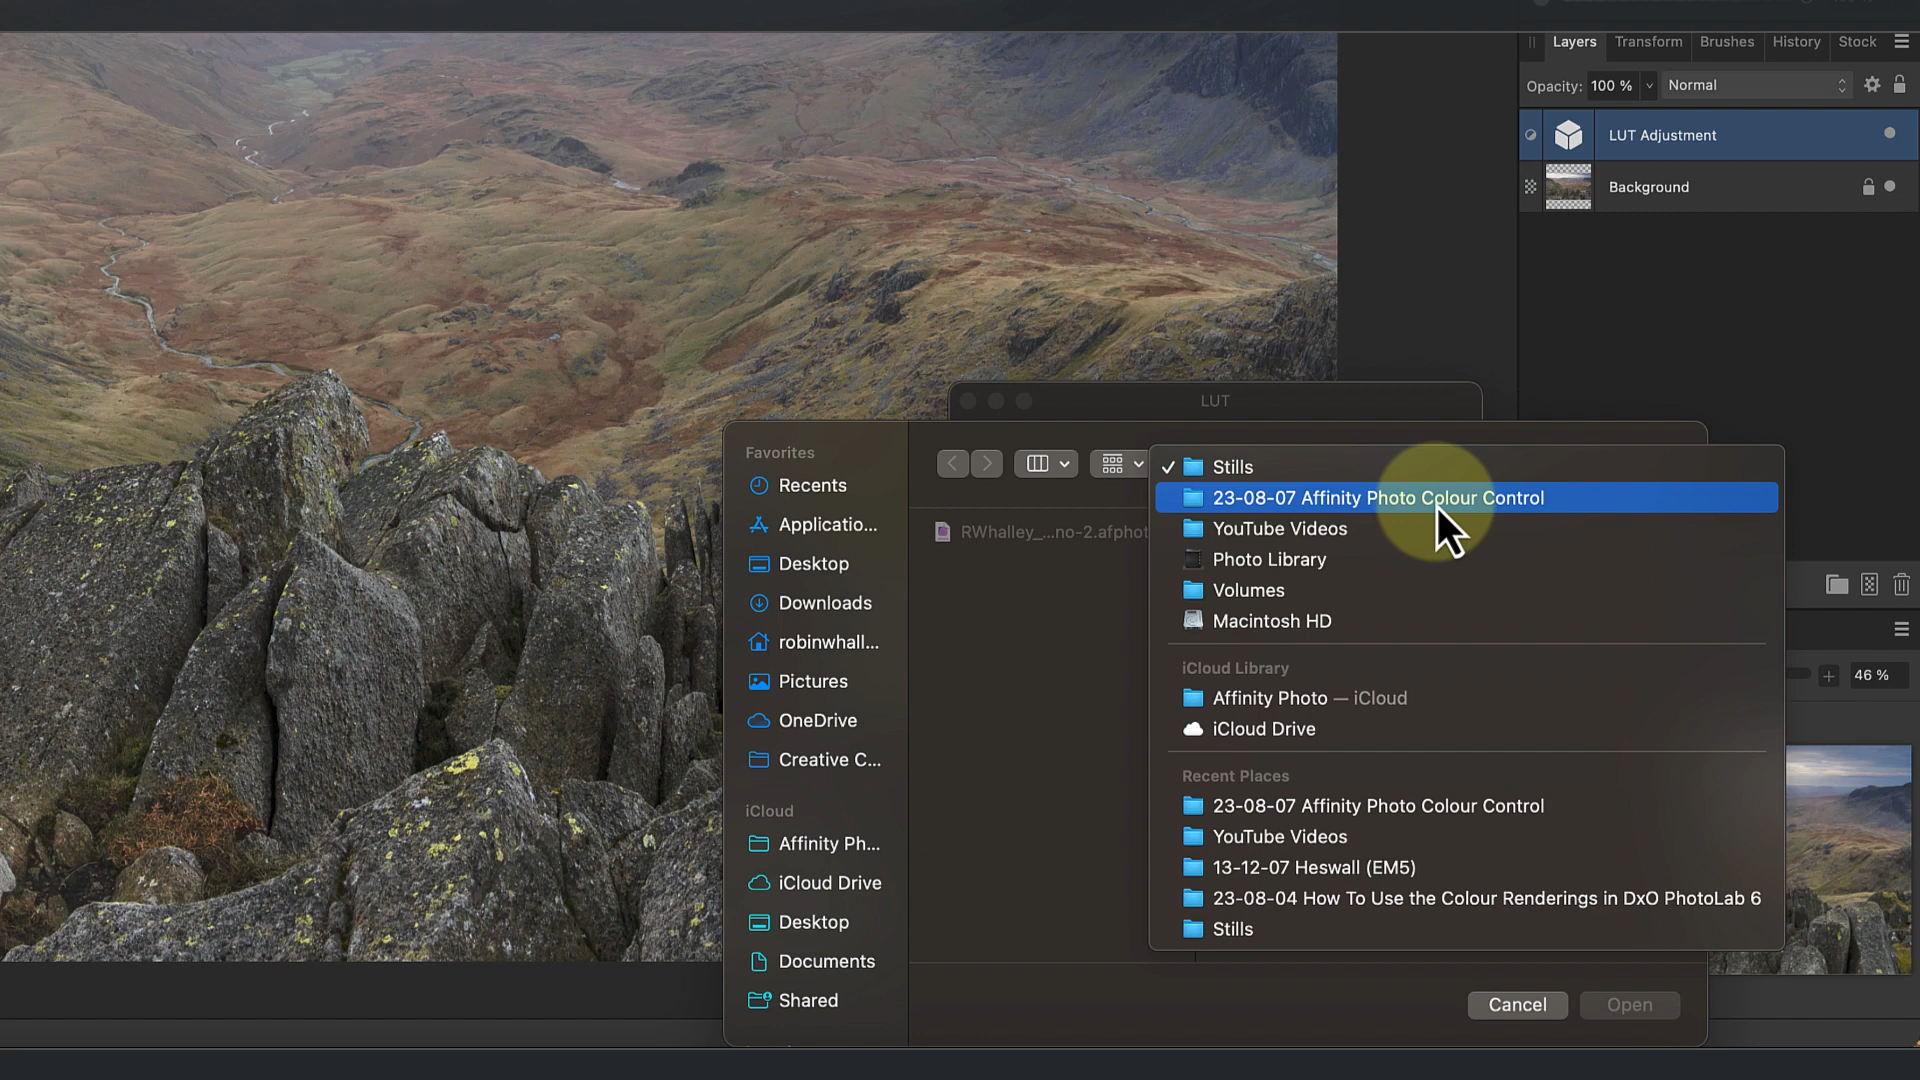 Layers
Transform
Brushes
History
Stock
Opacity:
100 %
Normal
LUT Adjustment
Background
LUT
Favorites
Recents
Applicatio...
Desktop
Downloads
robinwhall...
Pictures
OneDrive
Creative C...
iCloud
Affinity Ph...
iCloud Drive
Desktop
Documents
Shared
RWhalley_...no-2.afphot
Stills
23-08-07 Affinity Photo Colour Control
YouTube Videos
Photo Library
Volumes
Macintosh HD
iCloud Library
Affinity Photo — iCloud
iCloud Drive
Recent Places
23-08-07 Affinity Photo Colour Control
YouTube Videos
13-12-07 Heswall (EM5)
23-08-04 How To Use the Colour Renderings in DxO PhotoLab 6
Stills
46 %
Cancel
Open